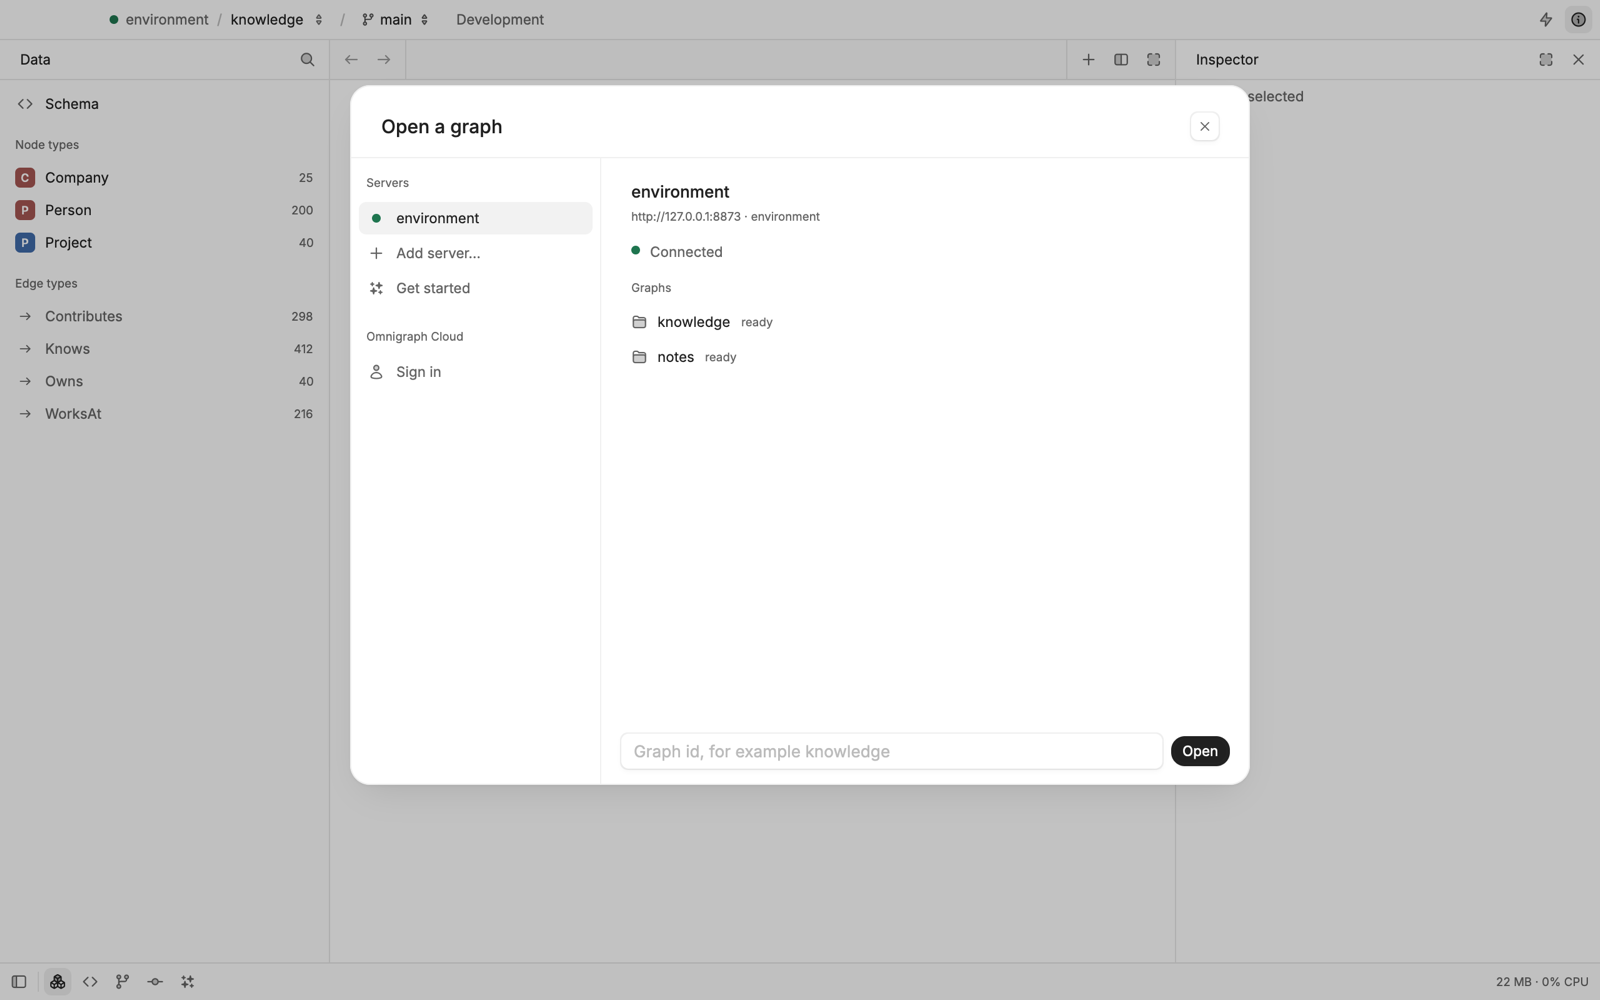 environment / knowledge / main Development
Data
Inspector
Schema
selected
Node types
C Company 25
P Person 200
P Project 40
Edge types
Contributes 298
Knows 412
Owns 40
WorksAt 216
Open a graph
Servers
environment
Add server...
Get started
Omnigraph Cloud
Sign in
environment
http://127.0.0.1:8873 · environment
Connected
Graphs
knowledge ready
notes ready
Graph id, for example knowledge
Open
22 MB · 0% CPU